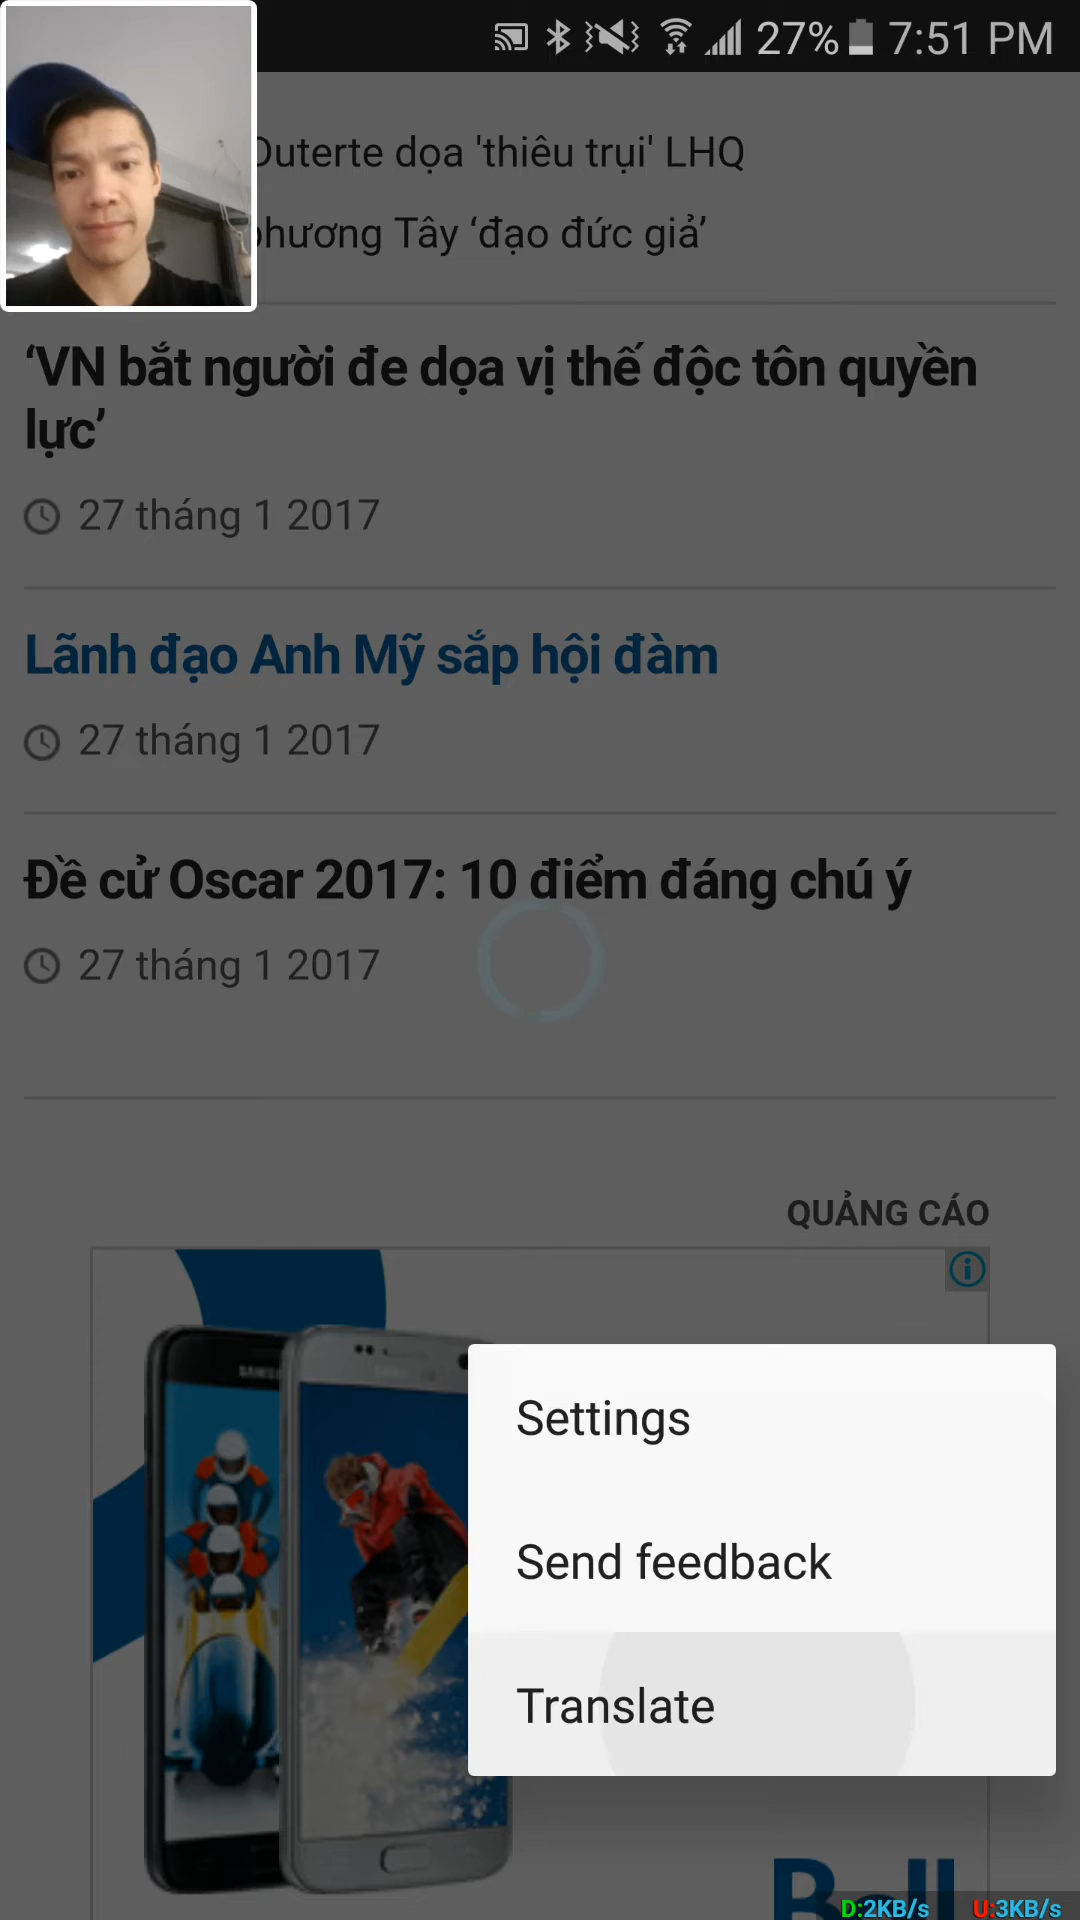 27% 7:51 PM
Duterte dọa 'thiêu trụi' LHQ
phương Tây ‘đạo đức giả’
‘VN bắt người đe dọa vị thế độc tôn quyền
lực’
27 tháng 1 2017
Lãnh đạo Anh Mỹ sắp hội đàm
27 tháng 1 2017
Đề cử Oscar 2017: 10 điểm đáng chú ý
27 tháng 1 2017
QUẢNG CÁO
Settings
Send feedback
Translate
Bell
D:2KB/s U:3KB/s